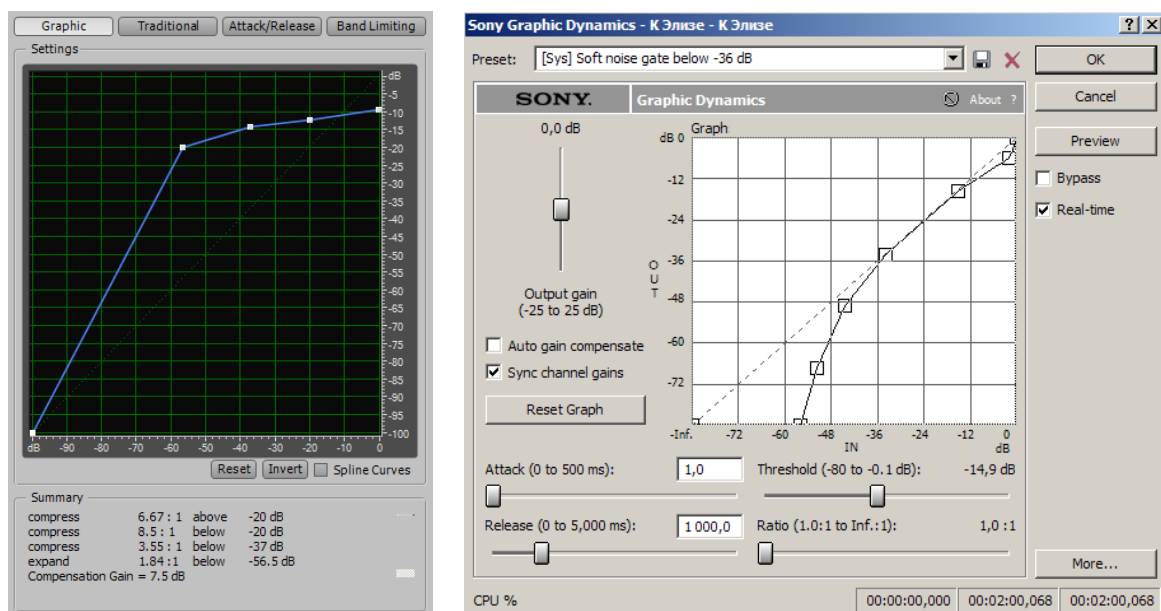 Graphic Traditional Attack/Release Band Limiting
Settings
dB
-5
-10
-15
-20
-25
-30
-35
-40
-45
-50
-55
-60
-65
-70
-75
-80
-85
-90
-95
-100
dB -90 -80 -70 -60 -50 -40 -30 -20 -10 0
Reset Invert Spline Curves
Summary
compress 6.67 : 1 above -20 dB
compress 8.5 : 1 below -20 dB
compress 3.55 : 1 below -37 dB
expand 1.84 : 1 below -56.5 dB
Compensation Gain = 7.5 dB
Sony Graphic Dynamics - К Элизе - К Элизе
Preset: [Sys] Soft noise gate below -36 dB
OK
Cancel
Preview
Bypass
Real-time
More...
SONY. Graphic Dynamics About ?
0,0 dB
Output gain
(-25 to 25 dB)
Auto gain compensate
Sync channel gains
Reset Graph
Graph
dB 0
-12
-24
-36
-48
-60
-72
OUT
-Inf. -72 -60 -48 -36 -24 -12 0
IN dB
Attack (0 to 500 ms): 1,0 Threshold (-80 to -0.1 dB): -14,9 dB
Release (0 to 5,000 ms): 1 000,0 Ratio (1.0:1 to Inf.:1): 1,0 :1
CPU % 00:00:00,000 00:02:00,068 00:02:00,068